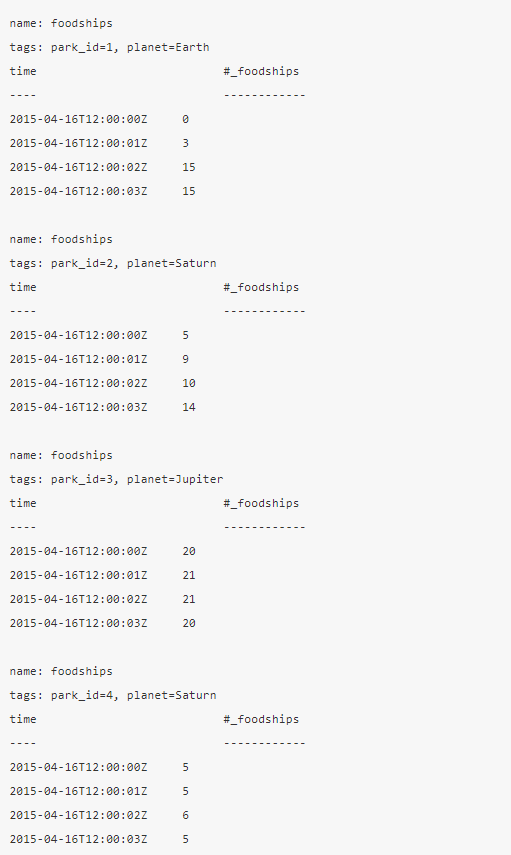 name: foodships
tags: park_id=1, planet=Earth
time #_foodships
---- ------------
2015-04-16T12:00:00Z 0
2015-04-16T12:00:01Z 3
2015-04-16T12:00:02Z 15
2015-04-16T12:00:03Z 15

name: foodships
tags: park_id=2, planet=Saturn
time #_foodships
---- ------------
2015-04-16T12:00:00Z 5
2015-04-16T12:00:01Z 9
2015-04-16T12:00:02Z 10
2015-04-16T12:00:03Z 14

name: foodships
tags: park_id=3, planet=Jupiter
time #_foodships
---- ------------
2015-04-16T12:00:00Z 20
2015-04-16T12:00:01Z 21
2015-04-16T12:00:02Z 21
2015-04-16T12:00:03Z 20

name: foodships
tags: park_id=4, planet=Saturn
time #_foodships
---- ------------
2015-04-16T12:00:00Z 5
2015-04-16T12:00:01Z 5
2015-04-16T12:00:02Z 6
2015-04-16T12:00:03Z 5